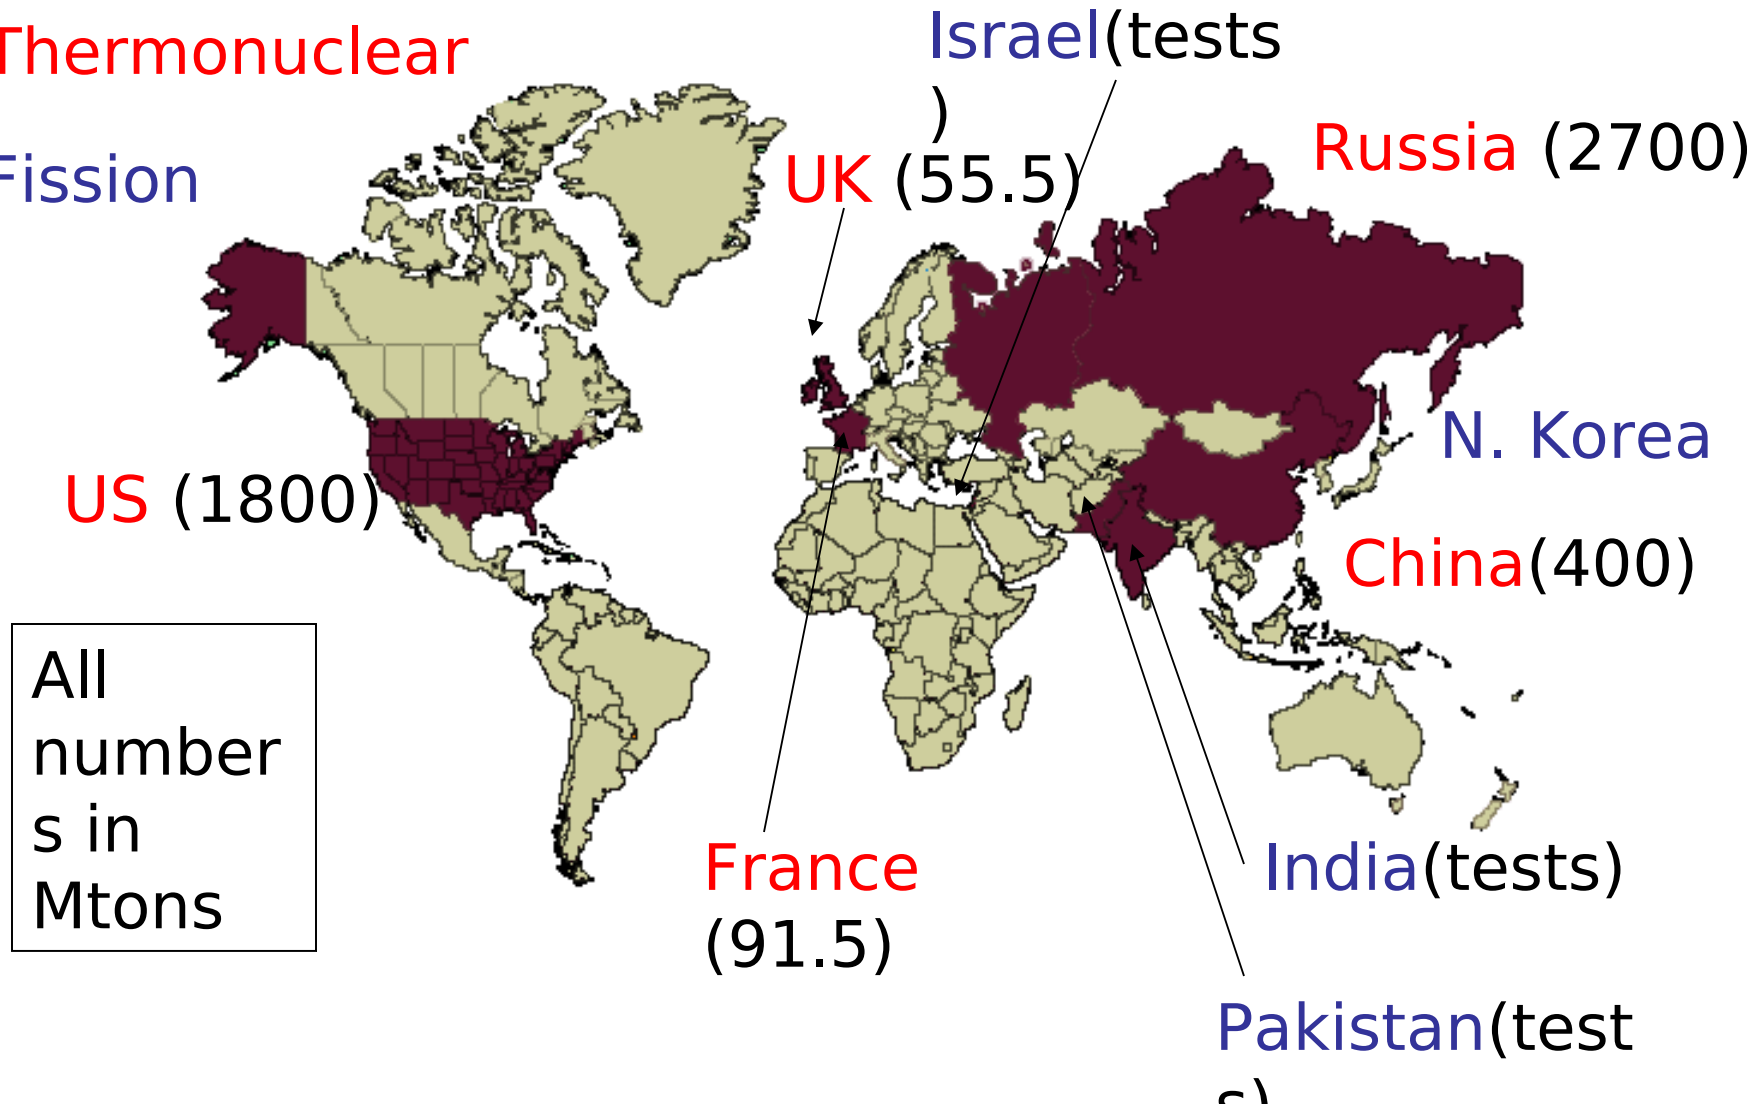 Thermonuclear
Fission
Israel(tests
)
UK (55.5)
Russia (2700)
N. Korea
US (1800)
China(400)
All
number
s in
Mtons
France
(91.5)
India(tests)
Pakistan(test
s)